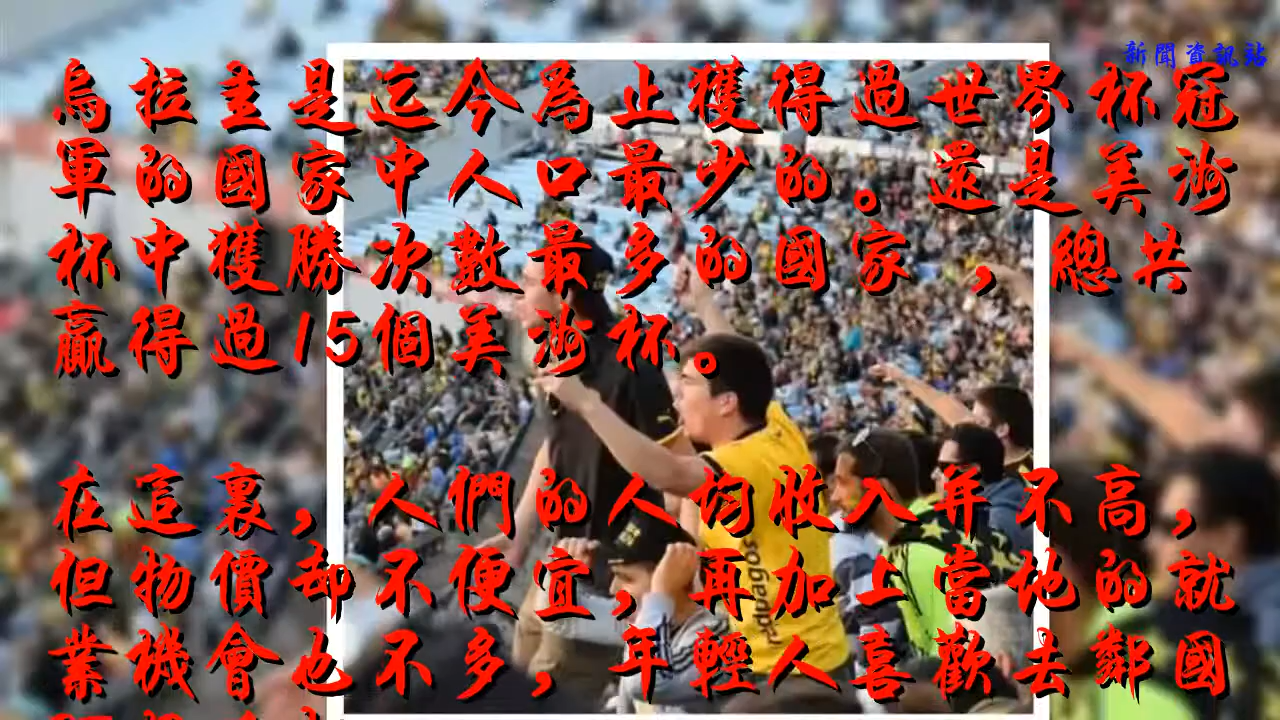 新聞資訊站
烏拉圭是迄今為止獲得過世界杯冠
軍的國家中人口最少的。還是美洲
杯中獲勝次數最多的國家，總共
贏得過15個美洲杯。
在這裏，人們的人均收入并不高，
但物價却不便宜，再加上當地的就
業機會也不多，年輕人喜歡去鄰國